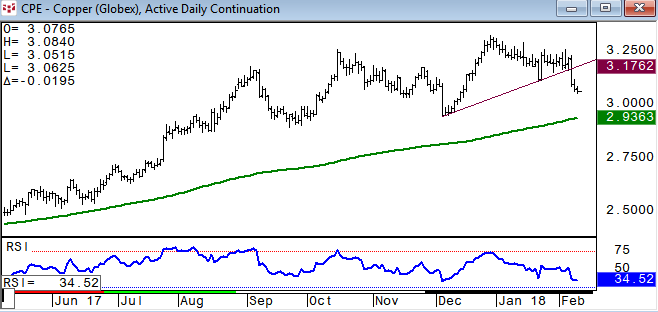 CPE - Copper (Globex), Active Daily Continuation
O= 3.0765
H= 3.0840
L= 3.0515
L= 3.0625
Δ=-0.0195
3.2500
3.1762
3.0000
2.9363
2.7500
2.5000
RSI
75
50
34.52
RSI= 34.52
Jun 17 Jul Aug Sep Oct Nov Dec Jan 18 Feb